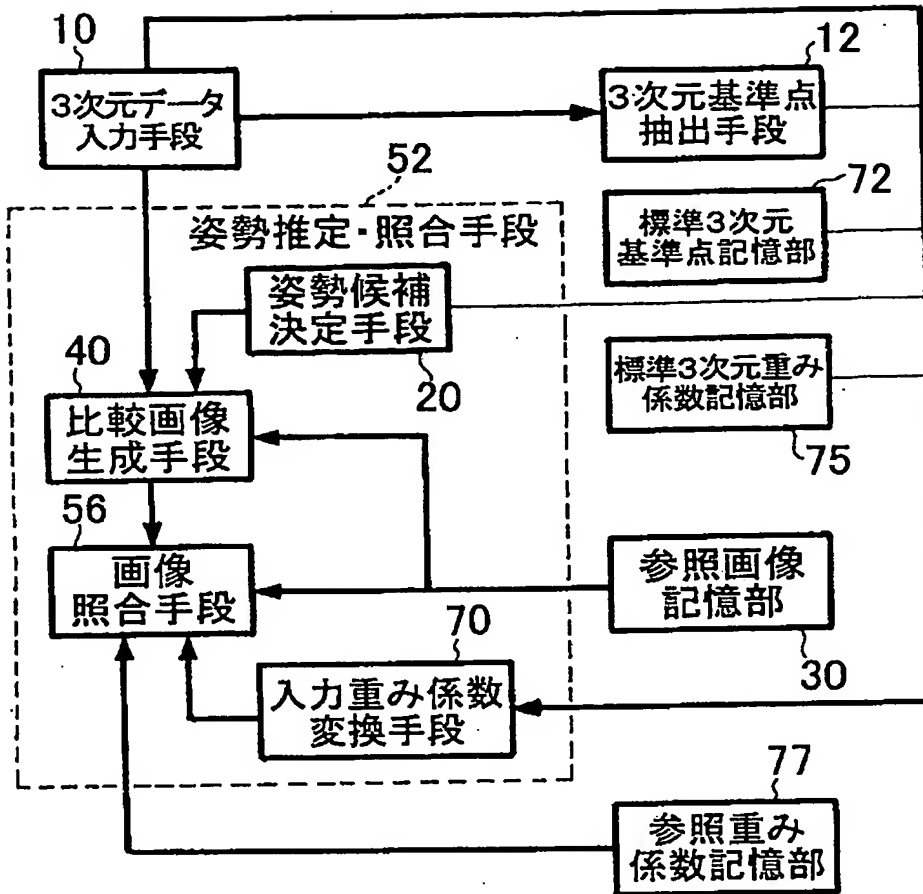 10
3次元データ
入力手段
12
3次元基準点
抽出手段
52
姿勢推定・照合手段
72
標準3次元
基準点記憶部
姿勢候補
決定手段
20
40
比較画像
生成手段
標準3次元重み
係数記憶部
75
56
画像
照合手段
参照画像
記憶部
30
70
入力重み係数
変換手段
77
参照重み
係数記憶部